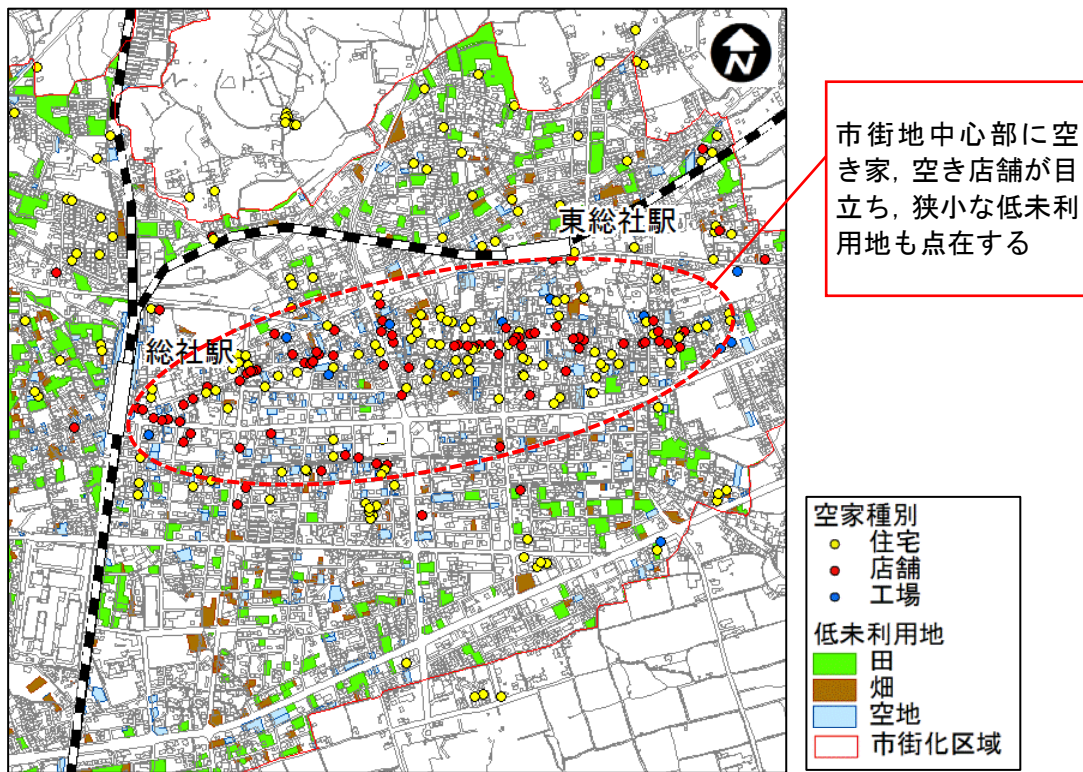 N
東総社駅
総社駅
市街地中心部に空
き家，空き店舗が目
立ち，狭小な低未利
用地も点在する
空家種別
住宅
店舗
工場
低未利用地
田
畑
空地
市街化区域